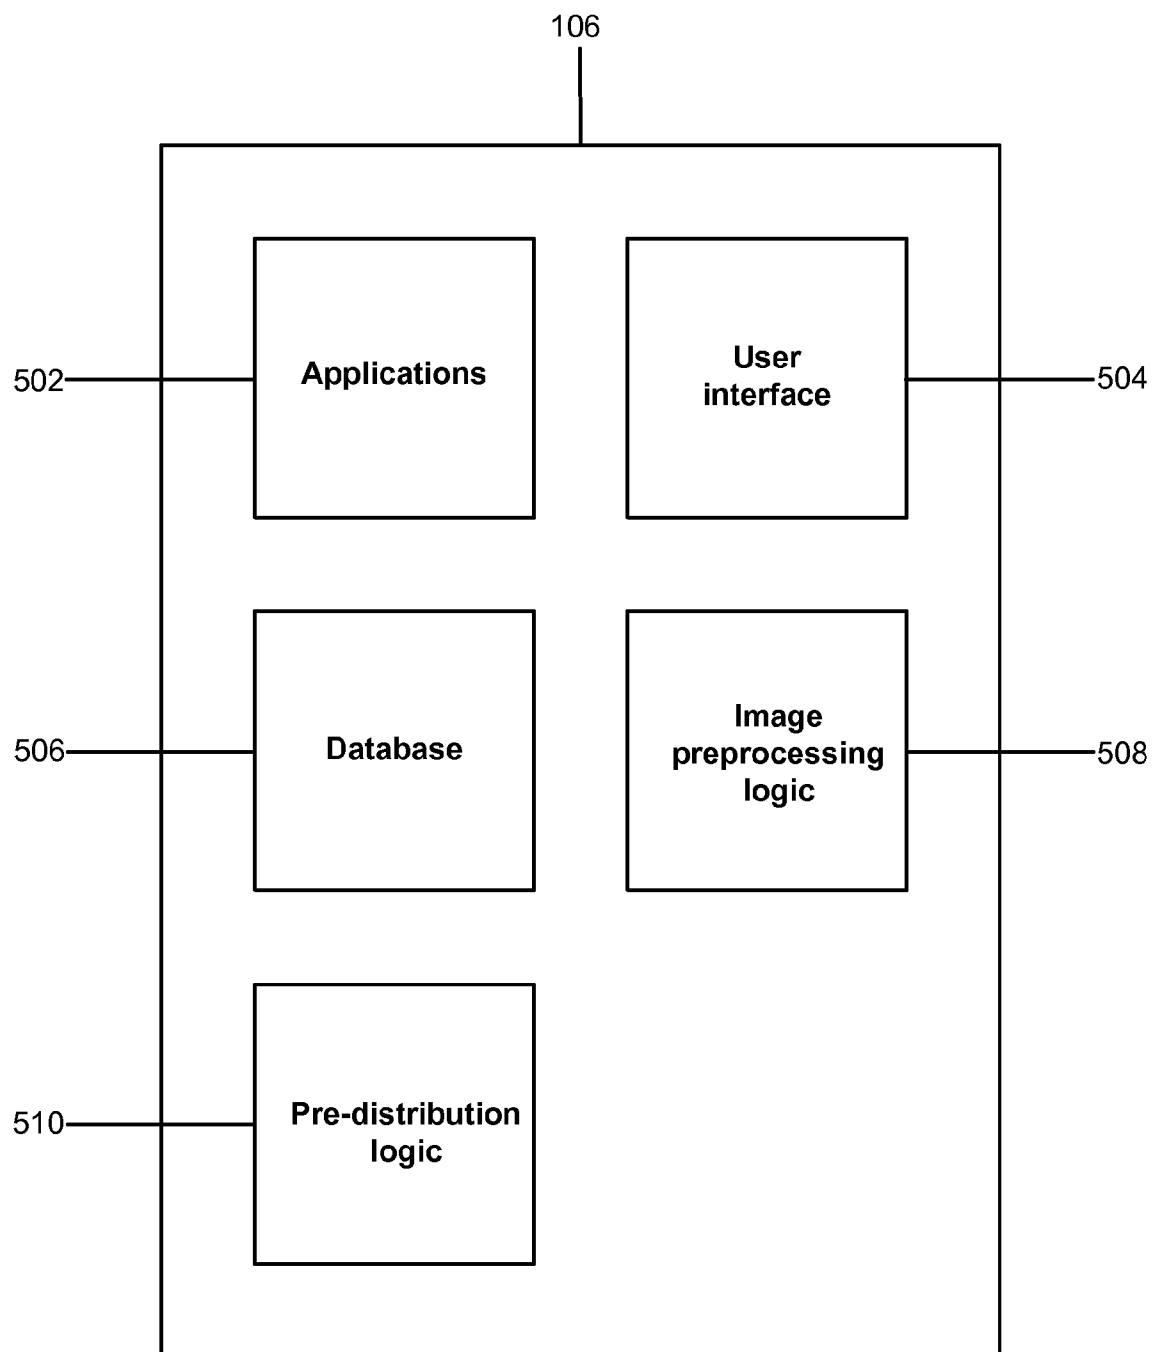 106
502
Applications
User
interface
504
506
Database
Image
preprocessing
logic
508
510
Pre-distribution
logic